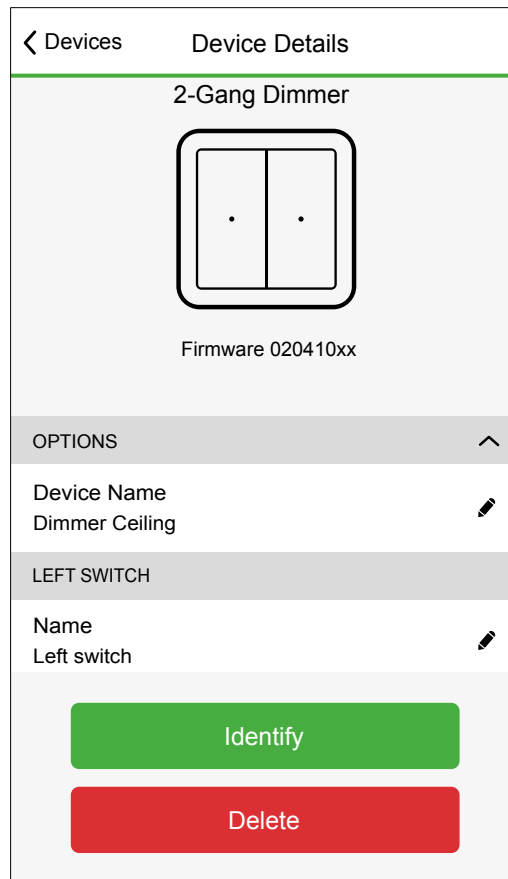 Devices
Device Details
2-Gang Dimmer
Firmware 020410xx
OPTIONS
Device Name
Dimmer Ceiling
LEFT SWITCH
Name
Left switch
Identify
Delete